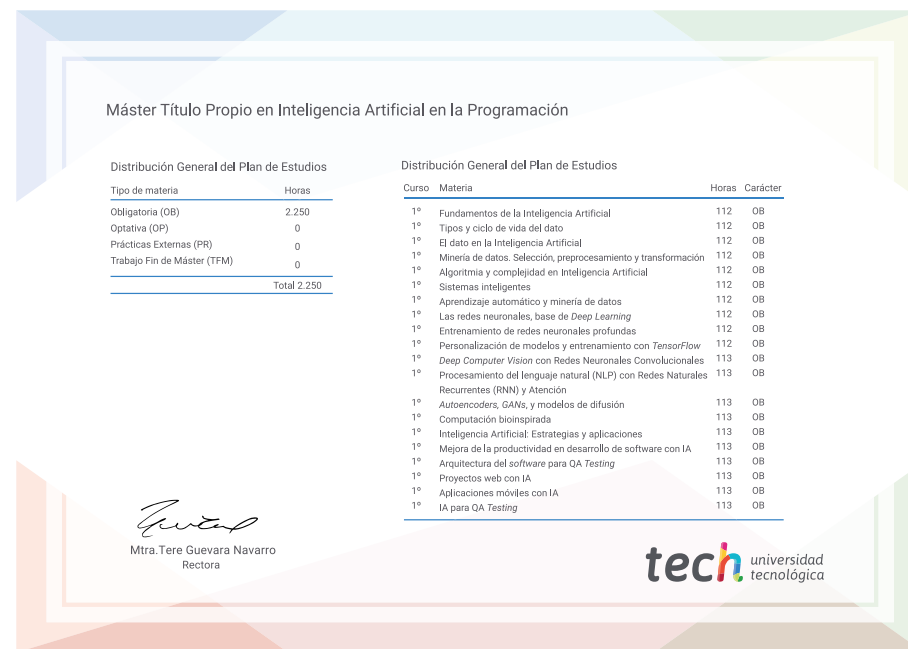 Máster Título Propio en Inteligencia Artificial en la Programación
Distribución General del Plan de Estudios
Tipo de materia Horas
Obligatoria (OB) 2.250
Optativa (OP) 0
Prácticas Externas (PR) 0
Trabajo Fin de Máster (TFM) 0
Total 2.250
Distribución General del Plan de Estudios
Curso Materia Horas Carácter
1º Fundamentos de la Inteligencia Artificial 112 OB
1º Tipos y ciclo de vida del dato 112 OB
1º El dato en la Inteligencia Artificial 112 OB
1º Minería de datos. Selección, preprocesamiento y transformación 112 OB
1º Algoritmia y complejidad en Inteligencia Artificial 112 OB
1º Sistemas inteligentes 112 OB
1º Aprendizaje automático y minería de datos 112 OB
1º Las redes neuronales, base de Deep Learning 112 OB
1º Entrenamiento de redes neuronales profundas 112 OB
1º Personalización de modelos y entrenamiento con TensorFlow 112 OB
1º Deep Computer Vision con Redes Neuronales Convolucionales 113 OB
1º Procesamiento del lenguaje natural (NLP) con Redes Naturales 113 OB
Recurrentes (RNN) y Atención
1º Autoencoders, GANs, y modelos de difusión 113 OB
1º Computación bioinspirada 113 OB
1º Inteligencia Artificial: Estrategias y aplicaciones 113 OB
1º Mejora de la productividad en desarrollo de software con IA 113 OB
1º Arquitectura del software para QA Testing 113 OB
1º Proyectos web con IA 113 OB
1º Aplicaciones móviles con IA 113 OB
1º IA para QA Testing 113 OB
Mtra.Tere Guevara Navarro
Rectora
tech universidad
tecnológica